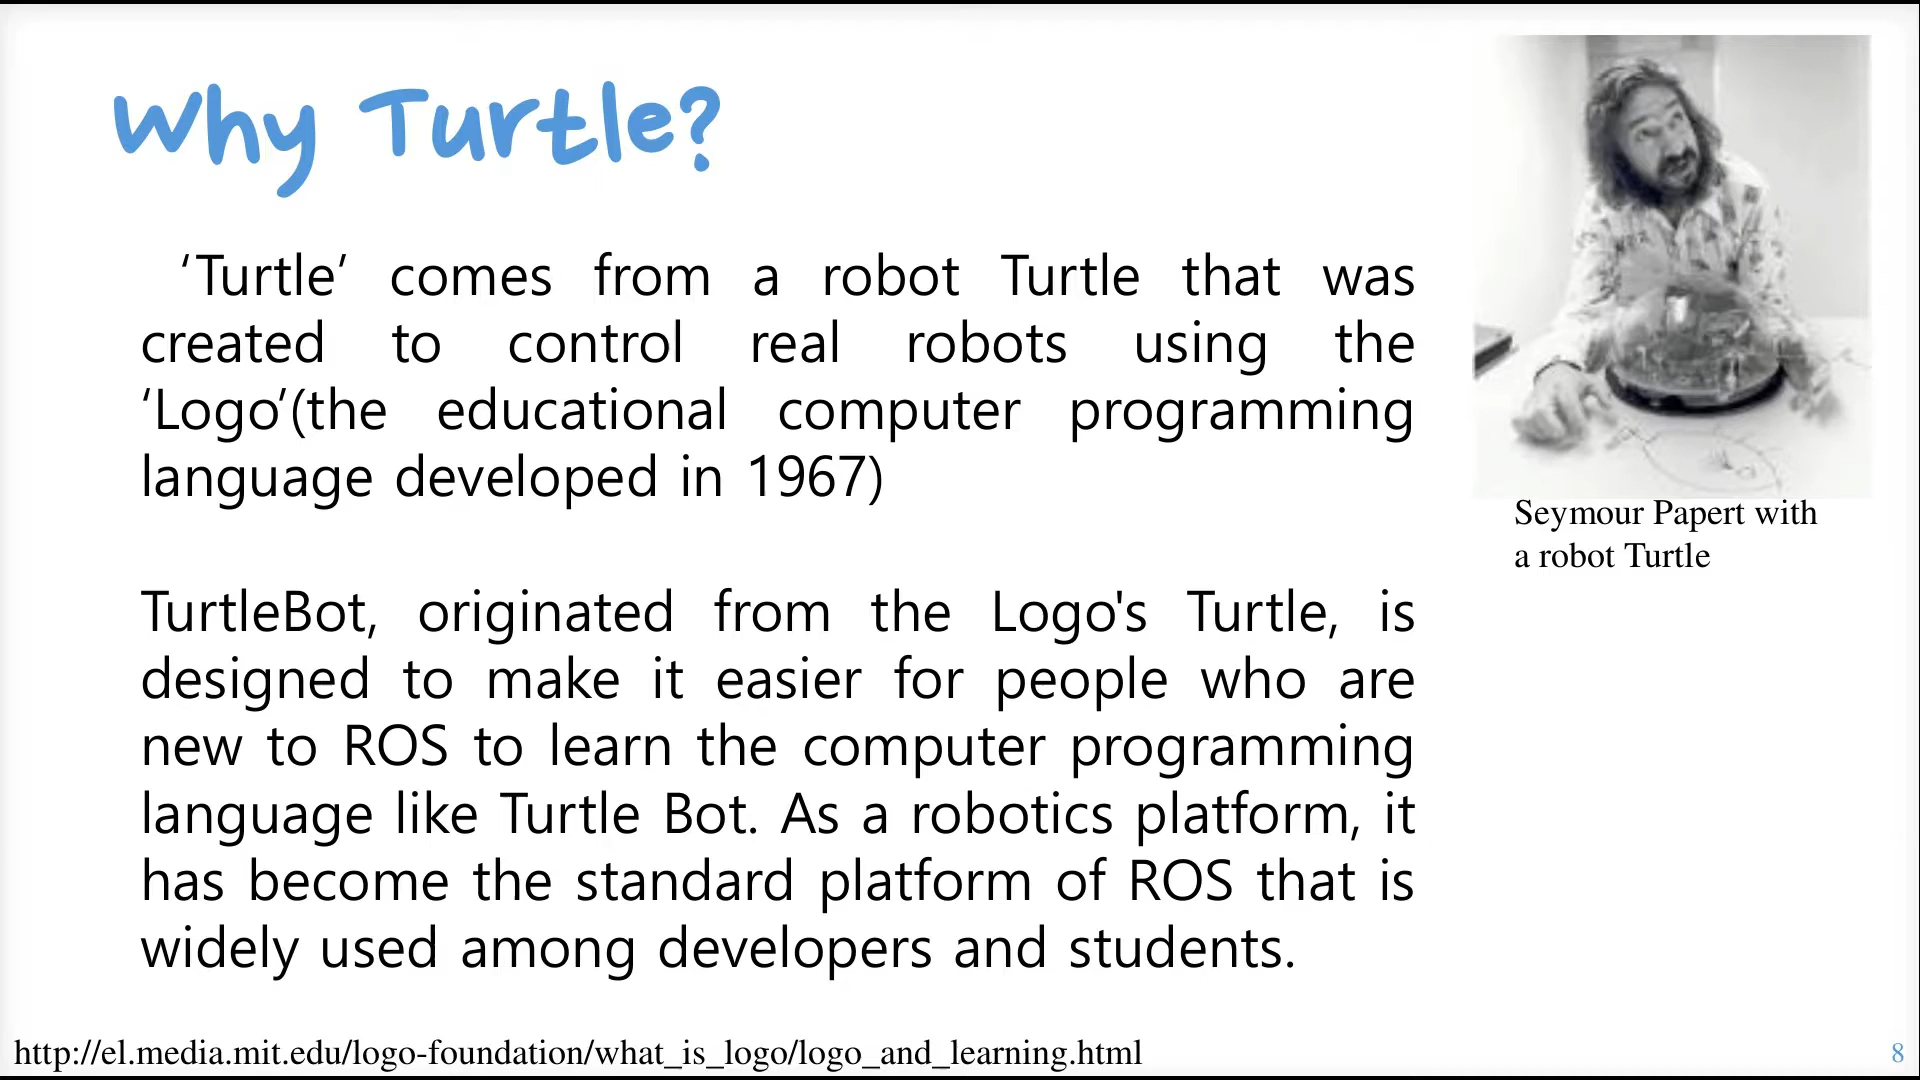 Why Turtle?
‘Turtle’ comes from a robot Turtle that was
created to control real robots using the
‘Logo’(the educational computer programming
language developed in 1967)
Seymour Papert with
a robot Turtle
TurtleBot, originated from the Logo's Turtle, is
designed to make it easier for people who are
new to ROS to learn the computer programming
language like Turtle Bot. As a robotics platform, it
has become the standard platform of ROS that is
widely used among developers and students.
http://el.media.mit.edu/logo-foundation/what_is_logo/logo_and_learning.html
8